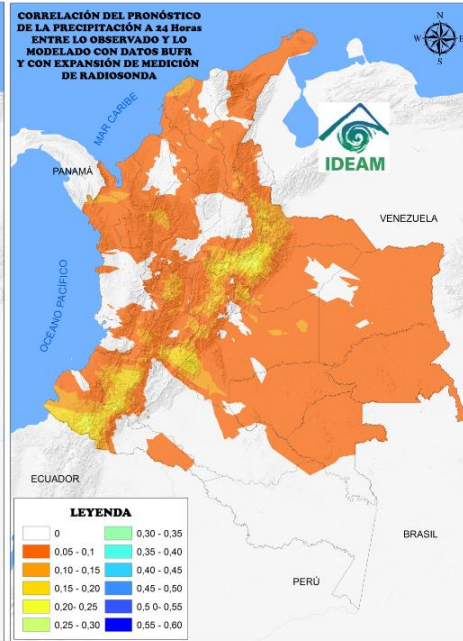 CORRELACIÓN DEL PRONÓSTICO
DE LA PRECIPITACIÓN A 24 Horas
ENTRE LO OBSERVADO Y LO
MODELADO CON DATOS BUFR
Y CON EXPANSIÓN DE MEDICIÓN
DE RADIOSONDA
N
W
E
S
MAR CARIBE
IDEAM
PANAMÁ
VENEZUELA
OCÉANO PACÍFICO
ECUADOR
BRASIL
PERÚ
LEYENDA
0
0,05 - 0,1
0,10 - 0,15
0,15 - 0,20
0,20- 0,25
0,25 - 0,30
0,30 - 0,35
0,35 - 0,40
0,40 - 0,45
0,45 - 0,50
0,5 0- 0,55
0,55 - 0,60